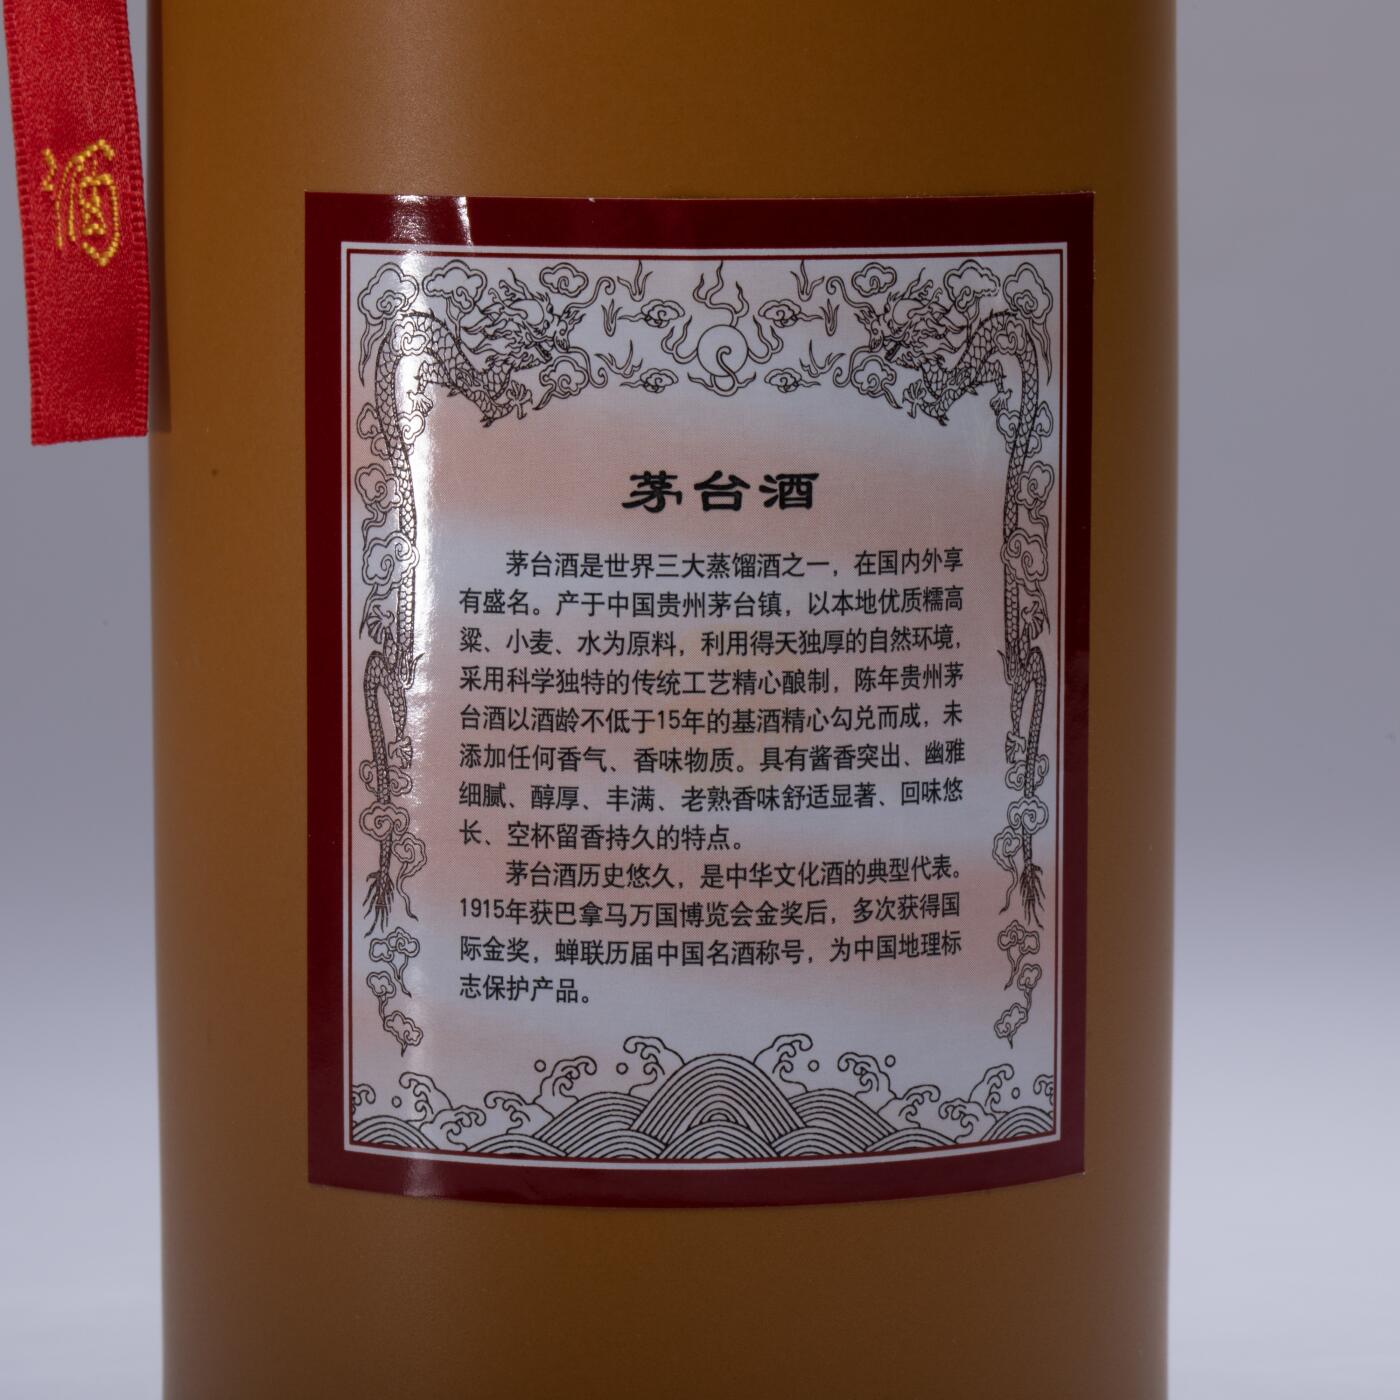 酒
茅台酒
茅台酒是世界三大蒸馏酒之一，在国内外享
有盛名。产于中国贵州茅台镇，以本地优质糯高
粱、小麦、水为原料，利用得天独厚的自然环境，
采用科学独特的传统工艺精心酿制，陈年贵州茅
台酒以酒龄不低于15年的基酒精心勾兑而成，未
添加任何香气、香味物质。具有酱香突出、幽雅
细腻、醇厚、丰满、老熟香味舒适显著、回味悠
长、空杯留香持久的特点。
茅台酒历史悠久，是中华文化酒的典型代表。
1915年获巴拿马万国博览会金奖后，多次获得国
际金奖，蝉联历届中国名酒称号，为中国地理标
志保护产品。